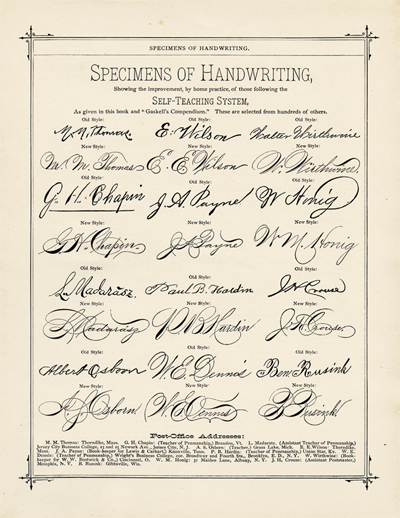 SPECIMENS OF HANDWRITING.
SPECIMENS OF HANDWRITING,
Showing the improvement, by home practice, of those following the
SELF-TEACHING SYSTEM,
As given in this book and "Gaskell's Compendium." These are selected from hundreds of others.
Old Style: Old Style: Old Style:
M. M. Thomas. E. Wilson Walter Wirthwine
New Style: New Style: New Style:
M. M. Thomas E. E. Wilson W. Wirthwine
Old Style: Old Style: Old Style:
G. H. Chapin J. A. Payne W Honig
New Style: New Style: New Style:
G. H. Chapin J. A. Payne W. M. Honig
Old Style: Old Style: Old Style:
L. Madarasz. Paul B. Hardin J H Crouse
New Style: New Style: New Style:
L. Madarasz P. B. Hardin J. H. Crouse
Old Style: Old Style: Old Style:
Albert Osborn W. E. Dennis Ben. Rusink
New Style: New Style: New Style:
A. S. Osborn W. E. Dennis B Rusink
Post-Office Addresses:
M. M. Thomas: Thornville, Mass. G. H. Chapin: (Teacher of Penmanship,) Brandon, Vt. L. Madarasz: (Assistant Teacher of Penmanship,)
Jersey City Business College, 23 and 25 Newark Ave., Jersey City, N. J. A. S. Osborn: (Teacher,) Grass Lake, Mich. E. E. Wilson: Thornville,
Mass. J. A. Payne: (Book-keeper for Lewis & Cathart,) Knoxville, Tenn. P. B. Hardin: (Teacher of Penmanship,) Union Star, Ky. W. E.
Dennis: (Teacher of Penmanship,) Wright's Business College, cor. Broadway and Fourth Sts., Brooklyn, E. D., N. Y. W. Wirthwine: (Book-
keeper for W. W. & Co.) Cincinnati, O. W. M. Honig: 31 Maiden Lane, Albany, N. Y. J. H. Crouse: (Assistant Postmaster,)
Memphis, N. Y. B. Rusink: Gibbsville, Wis.